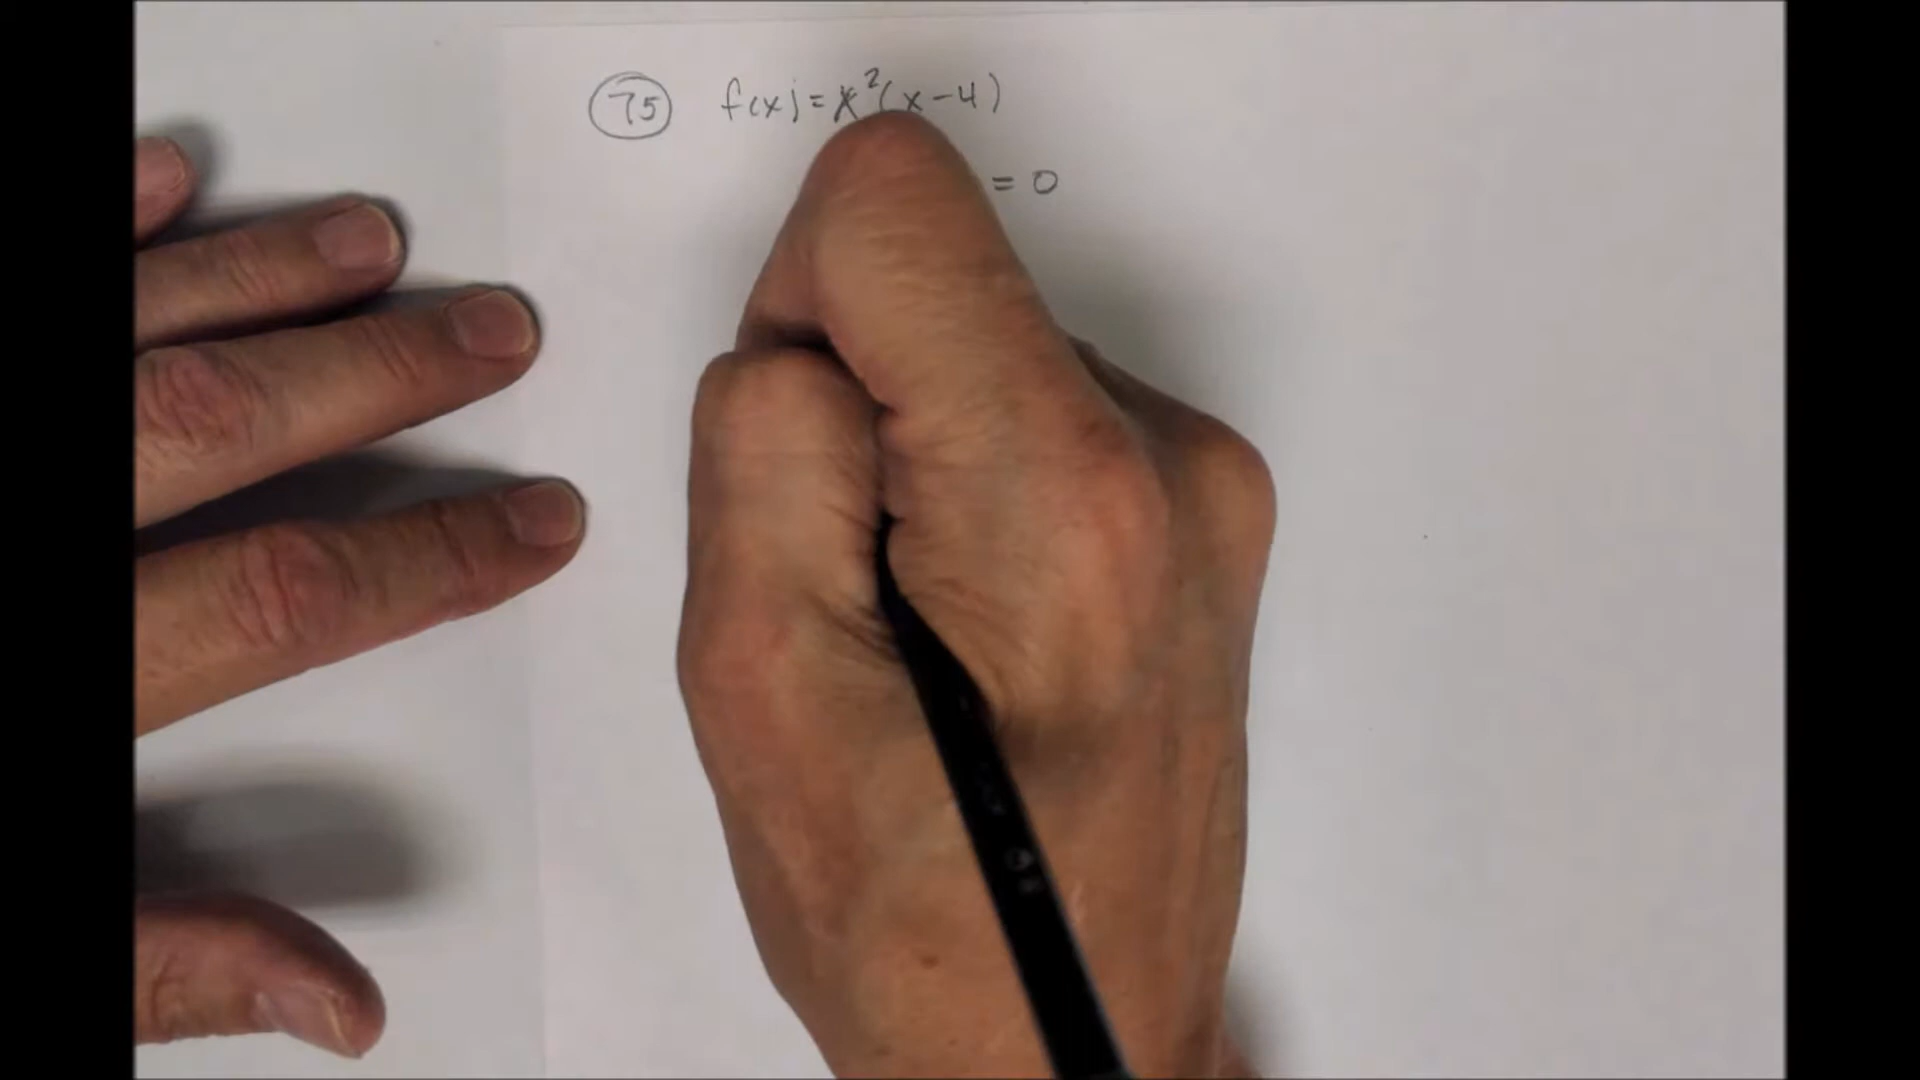 75 f(x) = x²(x-4)
= 0